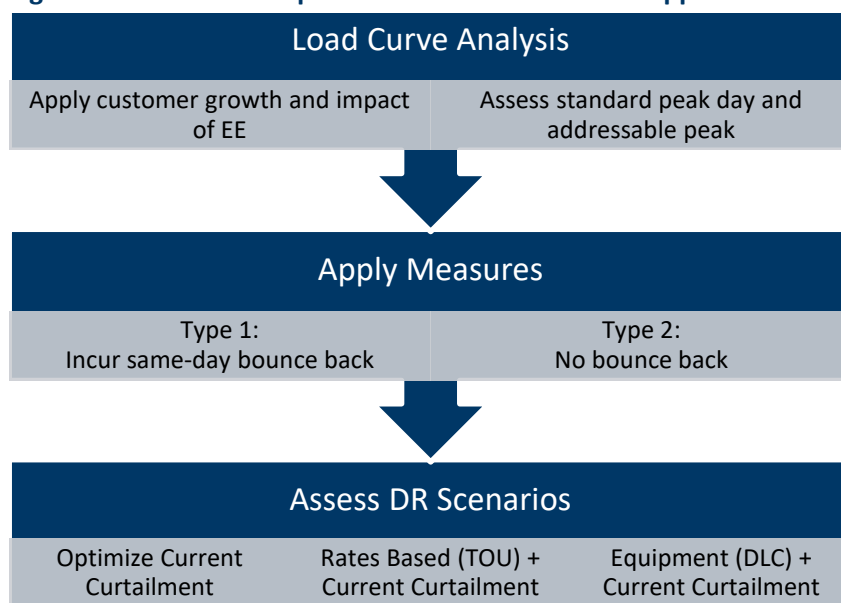 Load Curve Analysis
Apply customer growth and impact
of EE
Assess standard peak day and
addressable peak
Apply Measures
Type 1:
Incur same-day bounce back
Type 2:
No bounce back
Assess DR Scenarios
Optimize Current
Curtailment
Rates Based (TOU) +
Current Curtailment
Equipment (DLC) +
Current Curtailment